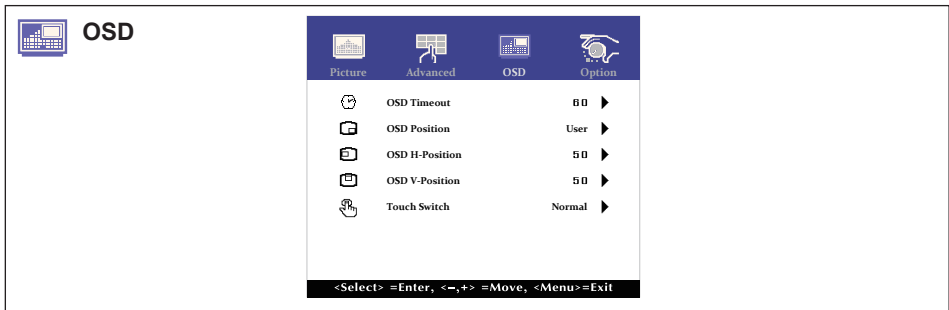 OSD
Picture Advanced OSD Option
OSD Timeout 60
OSD Position User
OSD H-Position 50
OSD V-Position 50
Touch Switch Normal
<Select> =Enter, <–,+> =Move, <Menu>=Exit